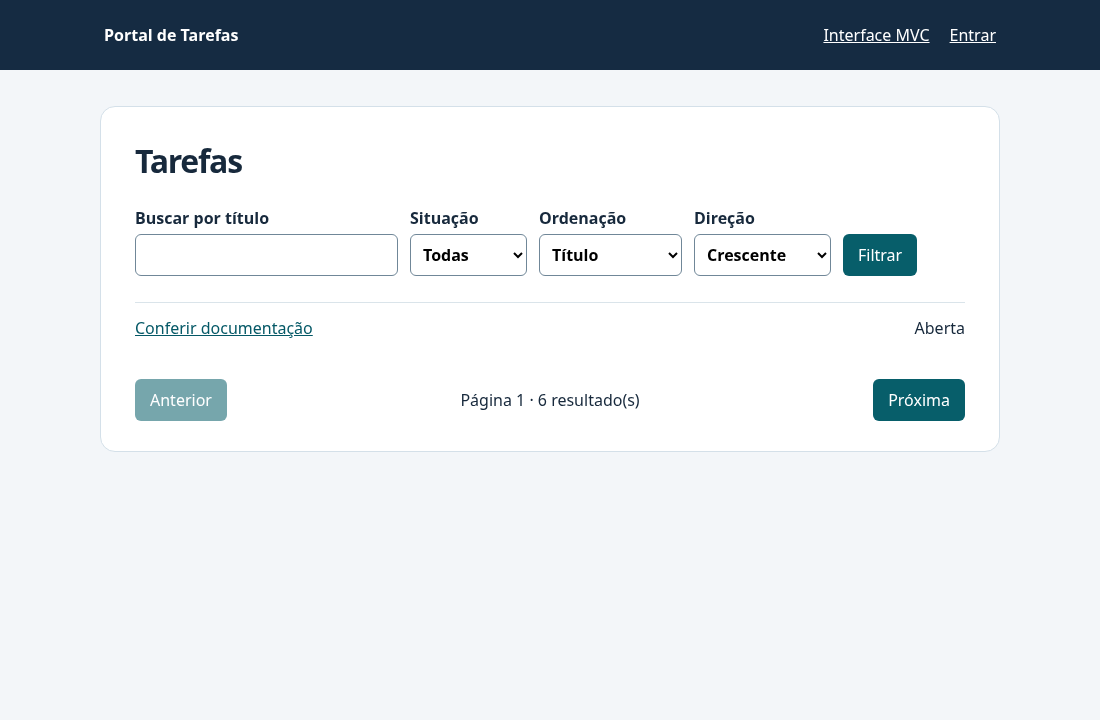 Portal de Tarefas
Interface MVC Entrar
Tarefas
Buscar por título Situação Ordenação Direção
Todas Título Crescente Filtrar
Conferir documentação Aberta
Anterior Página 1 · 6 resultado(s) Próxima